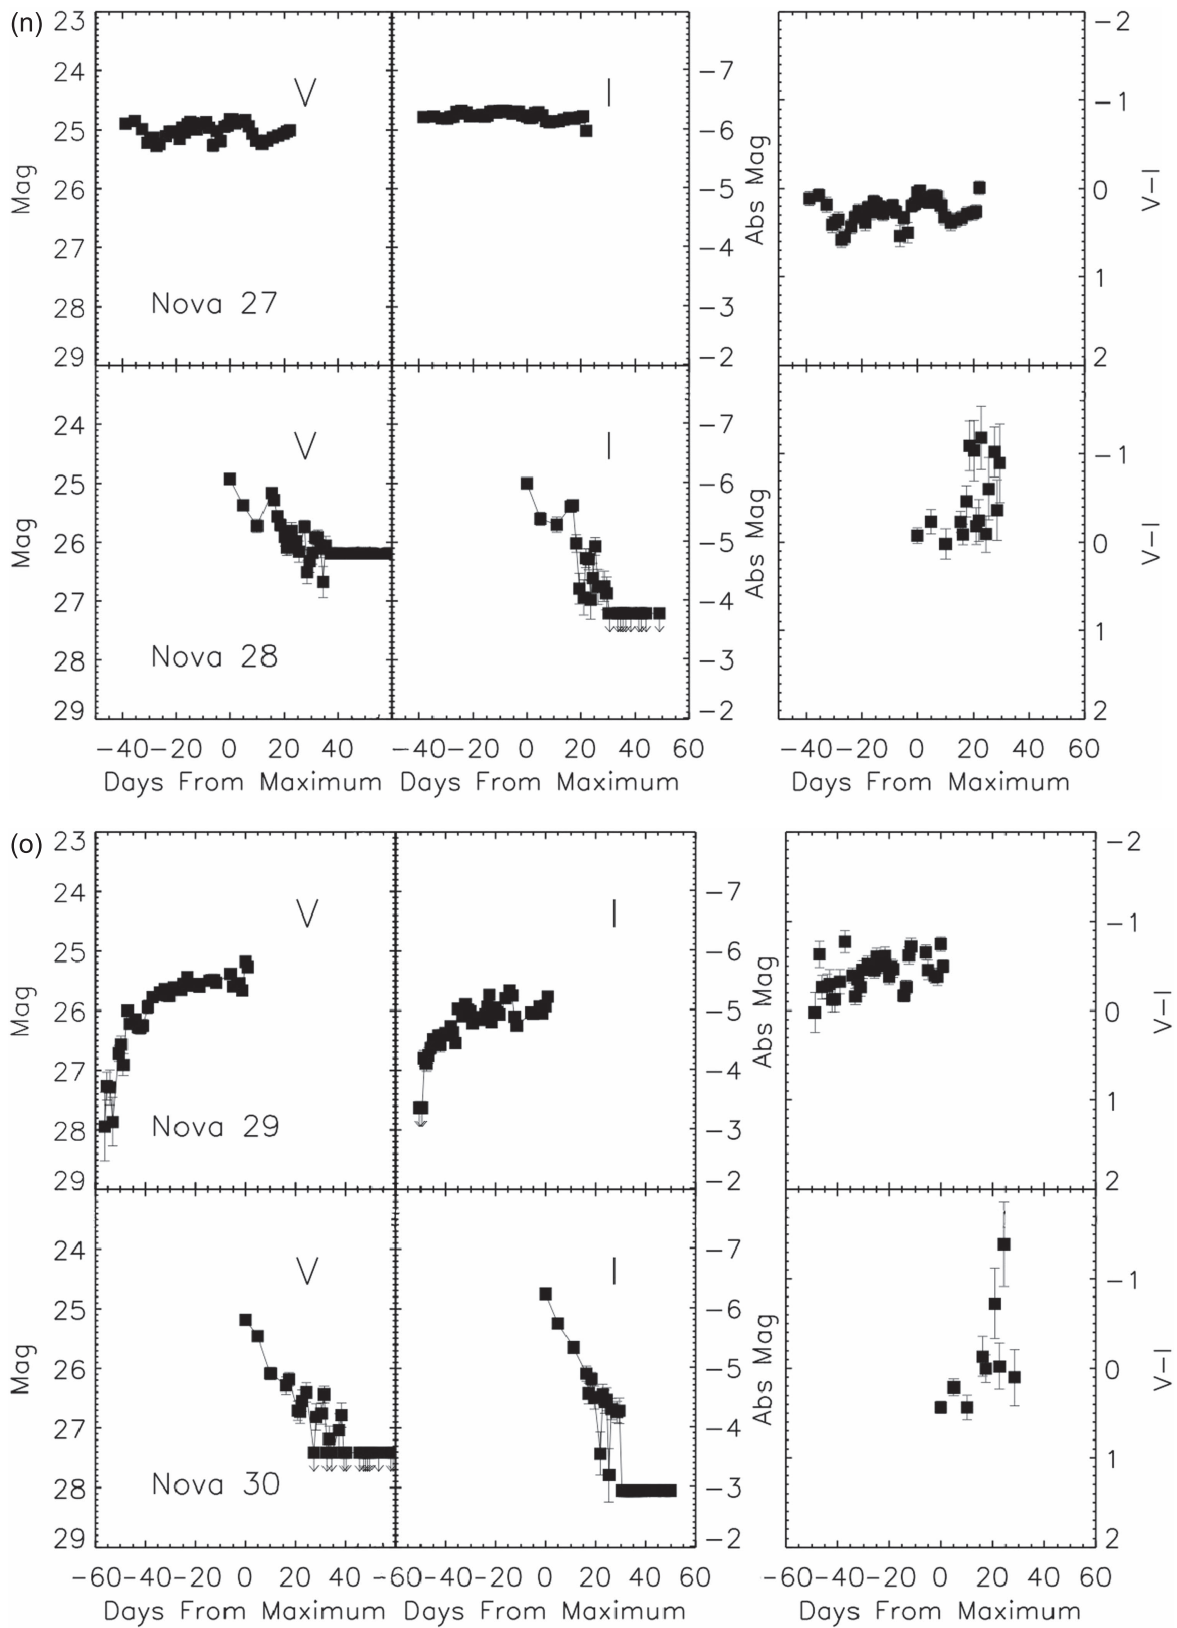 (n)
23
24
25
26
27
28
29
Mag
V
Nova 27
I
−7
−6
−5
−4
−3
−2
Abs Mag
−2
−1
0
1
2
V−I
24
25
26
27
28
29
Mag
V
Nova 28
I
−7
−6
−5
−4
−3
−2
Abs Mag
−1
0
1
2
V−I
−40 −20 0 20 40 −40 −20 0 20 40 60 −40 −20 0 20 40 60
Days From Maximum Days From Maximum Days From Maximum
(o)
23
24
25
26
27
28
29
Mag
V
Nova 29
I
−7
−6
−5
−4
−3
−2
Abs Mag
−2
−1
0
1
2
V−I
24
25
26
27
28
29
Mag
V
Nova 30
I
−7
−6
−5
−4
−3
−2
Abs Mag
−1
0
1
2
V−I
−60 −40 −20 0 20 40 −60 −40 −20 0 20 40 60 −60 −40 −20 0 20 40 60
Days From Maximum Days From Maximum Days From Maximum